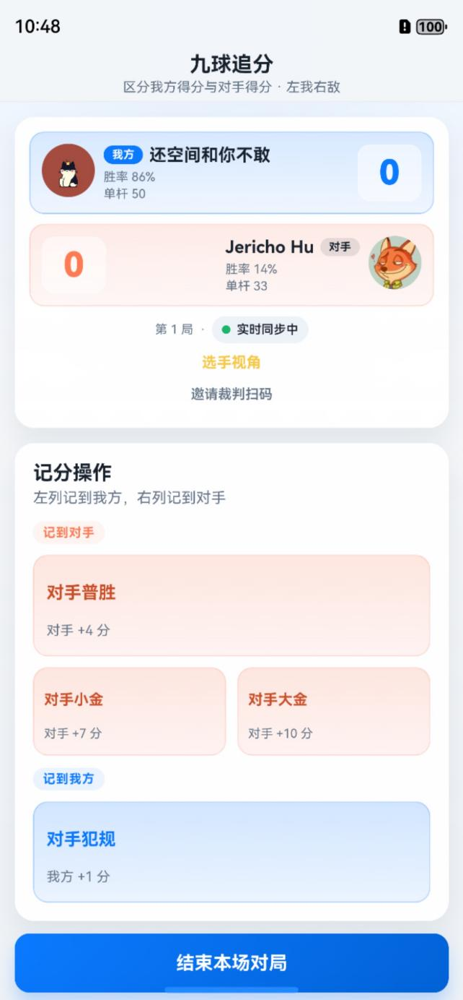 10:48
100
九球追分
区分我方得分与对手得分 · 左我右敌
我方 还空间和你不敢
胜率 86%
单杆 50
0
0
Jericho Hu 对手
胜率 14%
单杆 33
第 1 局 · 实时同步中
选手视角
邀请裁判扫码
记分操作
左列记到我方，右列记到对手
记到对手
对手普胜
对手 +4 分
对手小金
对手 +7 分
对手大金
对手 +10 分
记到我方
对手犯规
我方 +1 分
结束本场对局